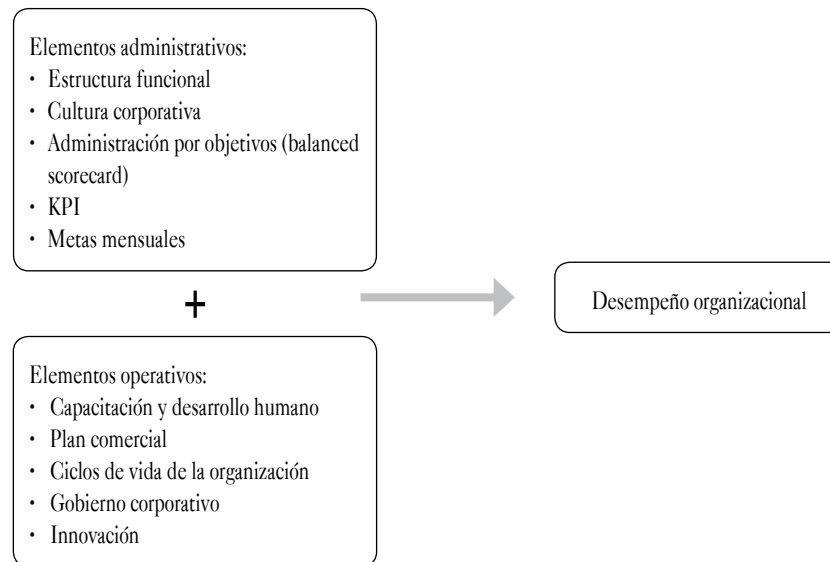 Elementos administrativos:
• Estructura funcional
• Cultura corporativa
• Administración por objetivos (balanced
scorecard)
• KPI
• Metas mensuales
+
Desempeño organizacional
Elementos operativos:
• Capacitación y desarrollo humano
• Plan comercial
• Ciclos de vida de la organización
• Gobierno corporativo
• Innovación